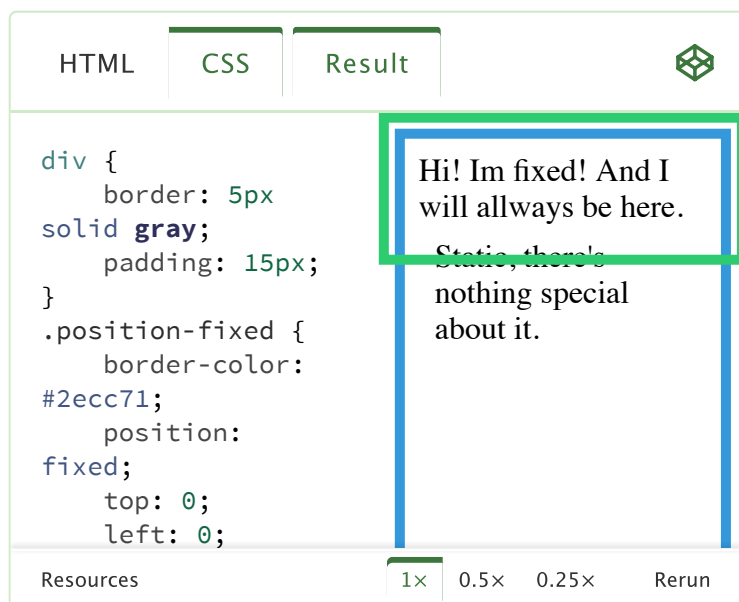 HTML CSS Result
div {
border: 5px
solid gray;
padding: 15px;
}
.position-fixed {
border-color:
#2ecc71;
position:
fixed;
top: 0;
left: 0;
Hi! Im fixed! And I
will allways be here.
Static, there's
nothing special
about it.
Resources 1× 0.5× 0.25× Rerun